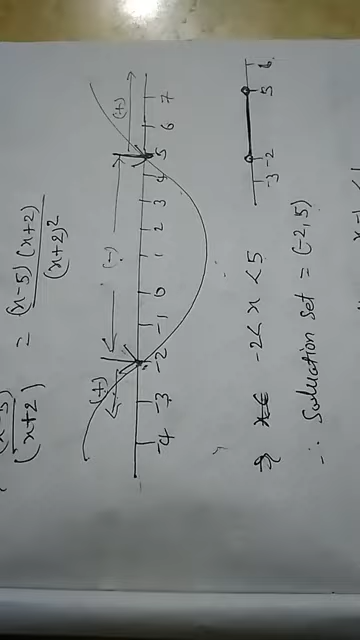 (x-5)/(x+2) = (x-5)(x+2)/(x+2)²
(+) (-) (+)
-4 -3 -2 -1 0 1 2 3 4 5 6 7
⇒ -2 < x < 5
-3 -2 5 6
∴ Soluation set = (-2, 5)